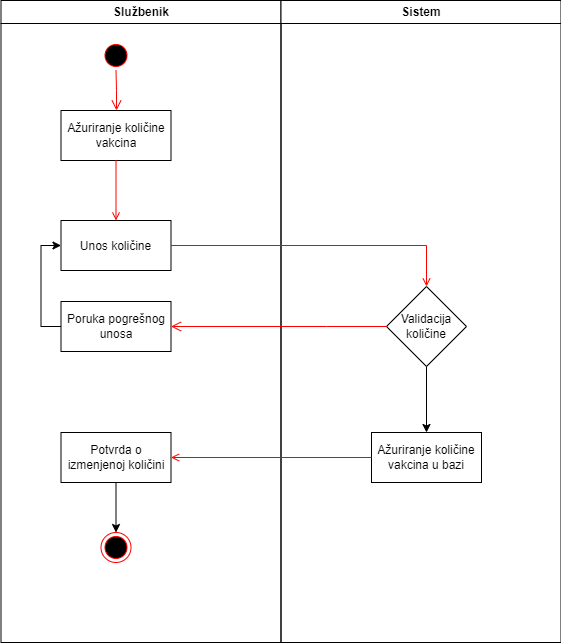 Službenik
Sistem
Ažuriranje količine
vakcina
Unos količine
Poruka pogrešnog
unosa
Validacija
količine
Potvrda o
izmenjenoj količini
Ažuriranje količine
vakcina u bazi